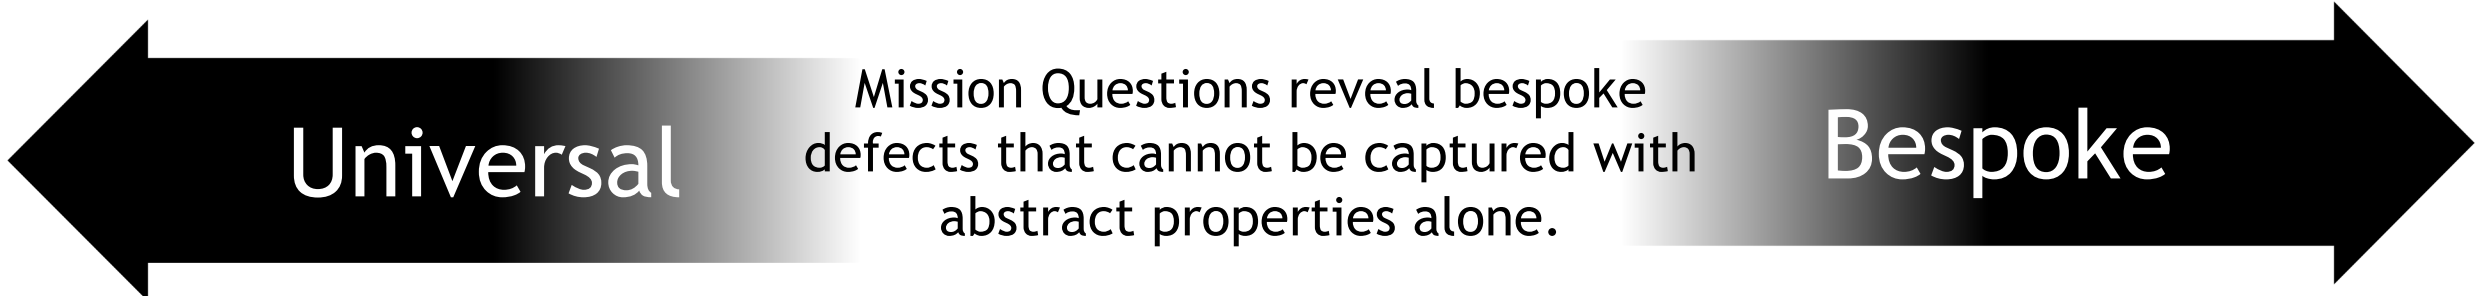 Universal
Mission Questions reveal bespoke
defects that cannot be captured with
abstract properties alone.
Bespoke